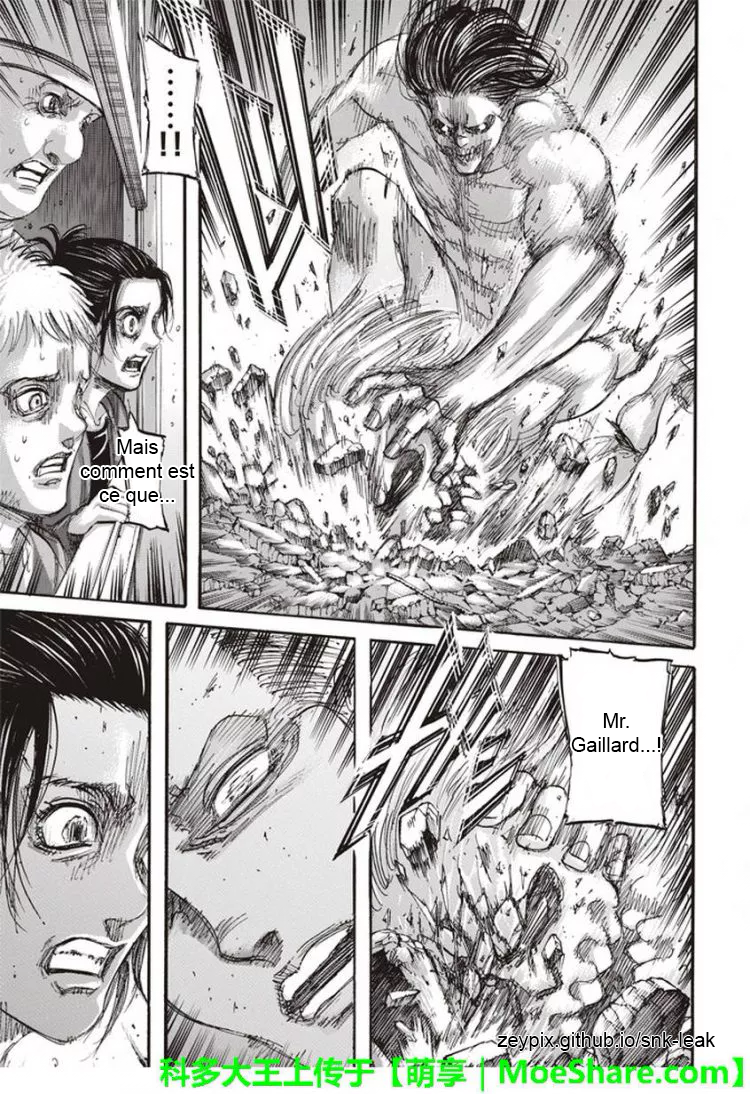 ......!!
Mais
comment est
ce que...
Mr.
Gaillard...!
zeypix.github.io/snk-leak
科多大王上传于【萌享｜MoeShare.com】